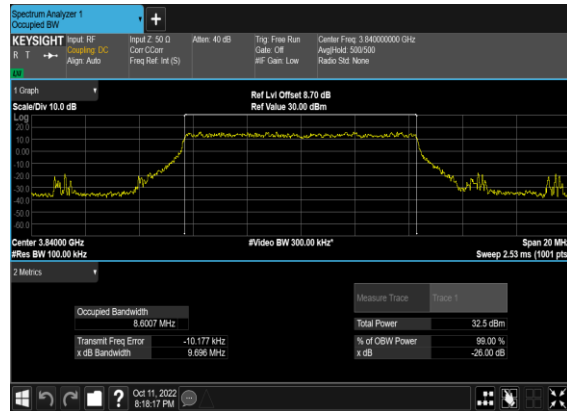 Spectrum Analyzer 1
Occupied BW
+
KEYSIGHT
R T
LXI
Input: RF
Coupling: DC
Align: Auto
Input Z: 50 Ω
Corr CCorr
Freq Ref: Int (S)
Atten: 40 dB
Trig: Free Run
Gate: Off
#IF Gain: Low
Center Freq: 3.840000000 GHz
Avg|Hold: 500/500
Radio Std: None
1 Graph
Scale/Div 10.0 dB
Ref Lvl Offset 8.70 dB
Ref Value 30.00 dBm
Log
20.0
10.0
0.00
-10.0
-20.0
-30.0
-40.0
-50.0
-60.0
Center 3.84000 GHz
#Res BW 100.00 kHz
#Video BW 300.00 kHz*
Span 20 MHz
Sweep 2.53 ms (1001 pts
2 Metrics
Measure Trace Trace 1
Occupied Bandwidth
8.6007 MHz
Total Power 32.5 dBm
Transmit Freq Error -10.177 kHz
% of OBW Power 99.00 %
x dB Bandwidth 9.696 MHz
x dB -26.00 dB
?
Oct 11, 2022
8:18:17 PM